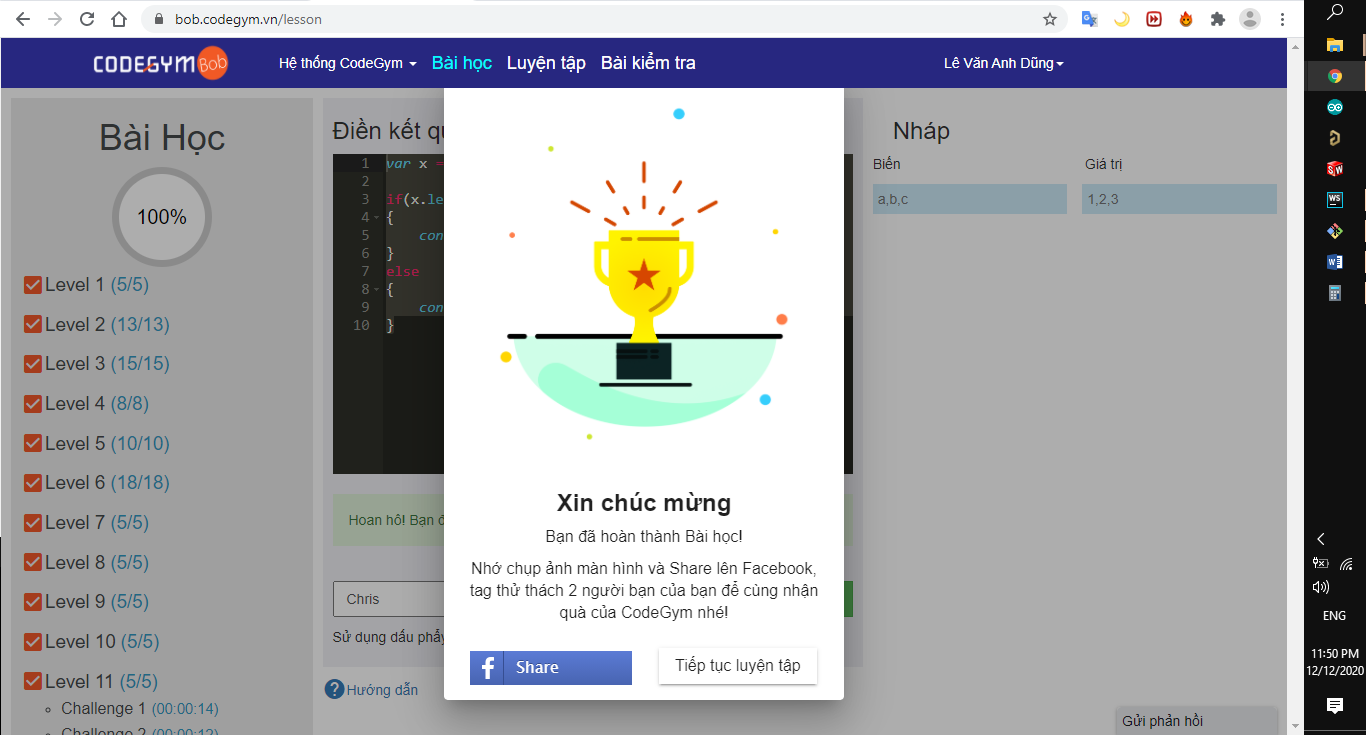 bob.codegym.vn/lesson
CODEGYM Bob
Hệ thống CodeGym
Bài học
Luyện tập
Bài kiểm tra
Lê Văn Anh Dũng
Bài Học
100%
Level 1 (5/5)
Level 2 (13/13)
Level 3 (15/15)
Level 4 (8/8)
Level 5 (10/10)
Level 6 (18/18)
Level 7 (5/5)
Level 8 (5/5)
Level 9 (5/5)
Level 10 (5/5)
Level 11 (5/5)
Challenge 1 (00:00:14)
Challenge 2 (00:00:12)
Điền kết
1 var x =
2
3 if(x.le
4 {
5 con
6 }
7 else
8 {
9 con
10 }
Hoan hô! Bạn
Chris
Sử dụng dấu phẩy
Hướng dẫn
Xin chúc mừng
Bạn đã hoàn thành Bài học!
Nhớ chụp ảnh màn hình và Share lên Facebook,
tag thử thách 2 người bạn của bạn để cùng nhận
quà của CodeGym nhé!
f Share
Tiếp tục luyện tập
Nháp
Biến
Giá trị
a,b,c
1,2,3
Gửi phản hồi
SW
WS
W
ENG
11:50 PM
12/12/2020